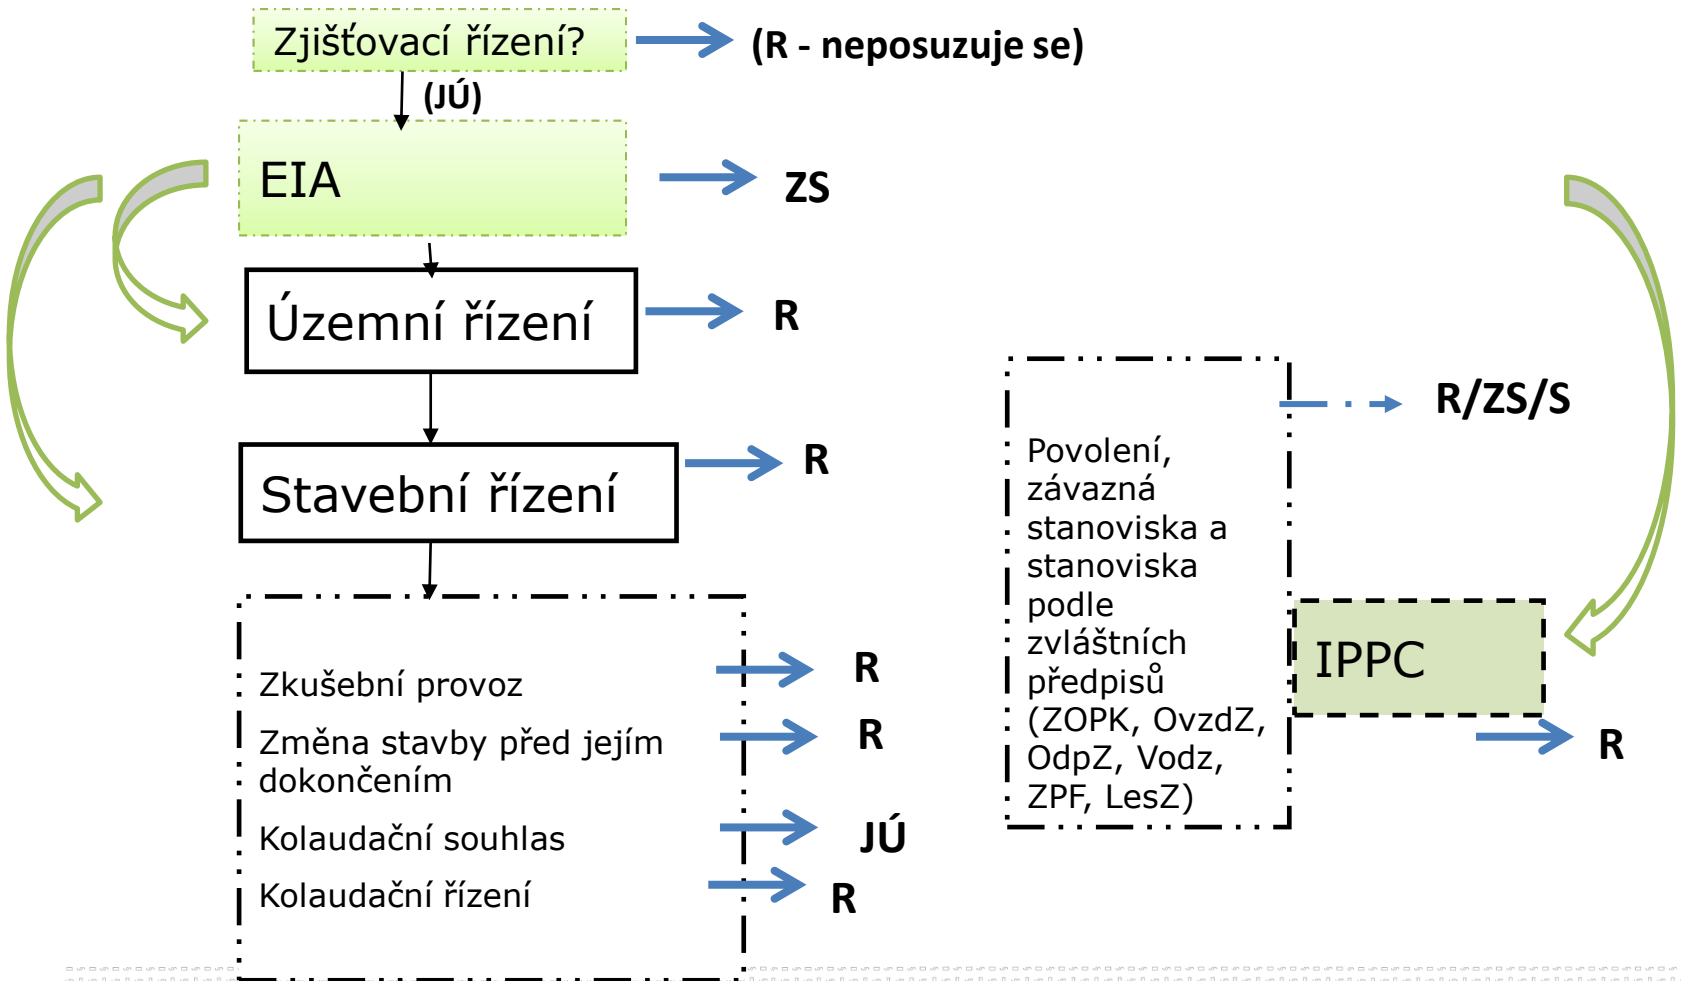 Zjišťovací řízení?
(R - neposuzuje se)
(JÚ)
EIA
ZS
Územní řízení
R
Stavební řízení
R
Zkušební provoz
R
Změna stavby před jejím
dokončením
R
Kolaudační souhlas
JÚ
Kolaudační řízení
R
R/ZS/S
Povolení,
závazná
stanoviska a
stanoviska
podle
zvláštních
předpisů
(ZOPK, OvzdZ,
OdpZ, Vodz,
ZPF, LesZ)
IPPC
R